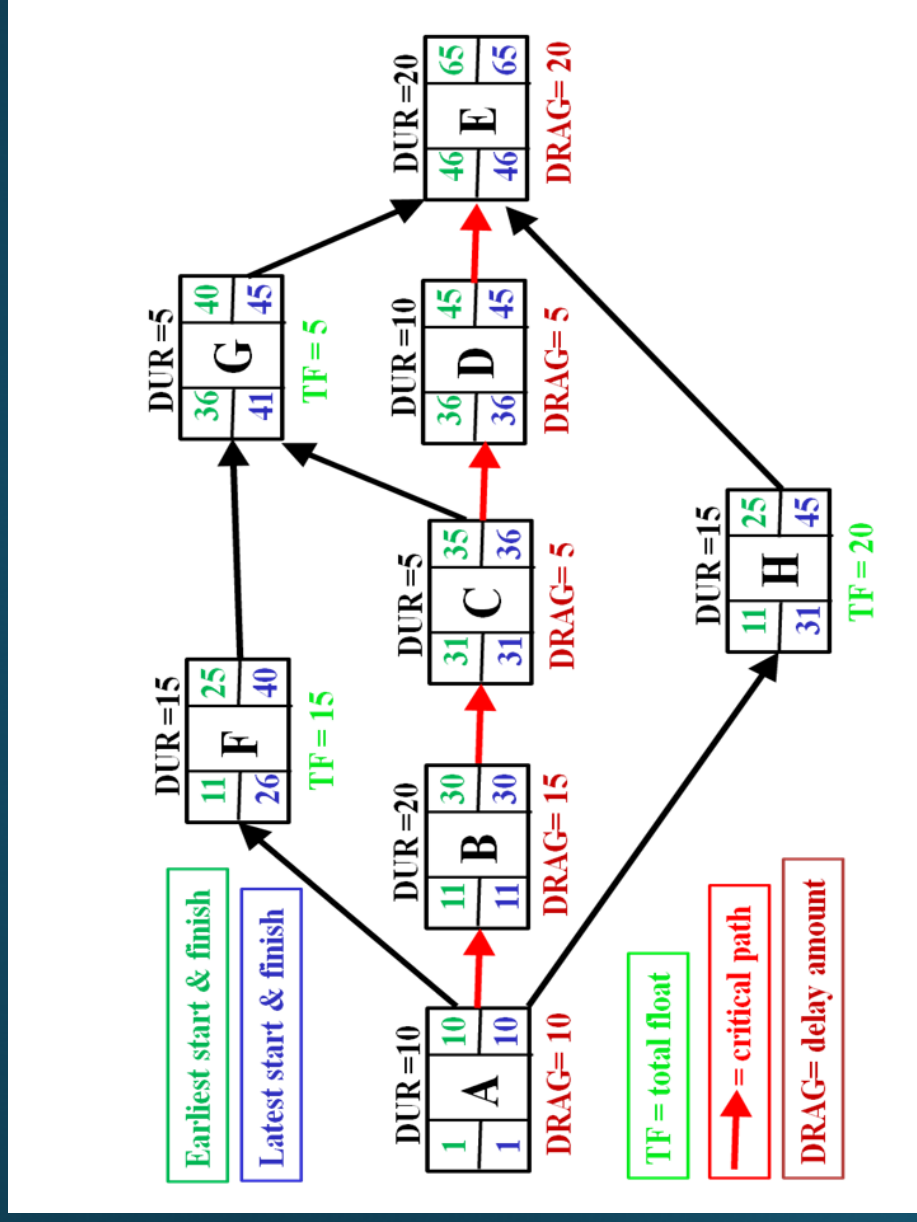 Earliest start & finish
Latest start & finish
DUR =15
11 25
F
26 40
TF = 15
DUR =5
36 40
G
41 45
TF = 5
DUR =10
1 10
A
1 10
DRAG= 10
DUR =20
11 30
B
11 30
DRAG= 15
DUR =5
31 35
C
31 36
DRAG= 5
DUR =10
36 45
D
36 45
DRAG= 5
DUR =20
46 65
E
46 65
DRAG= 20
DUR =15
11 25
H
31 45
TF = 20
TF = total float
= critical path
DRAG= delay amount